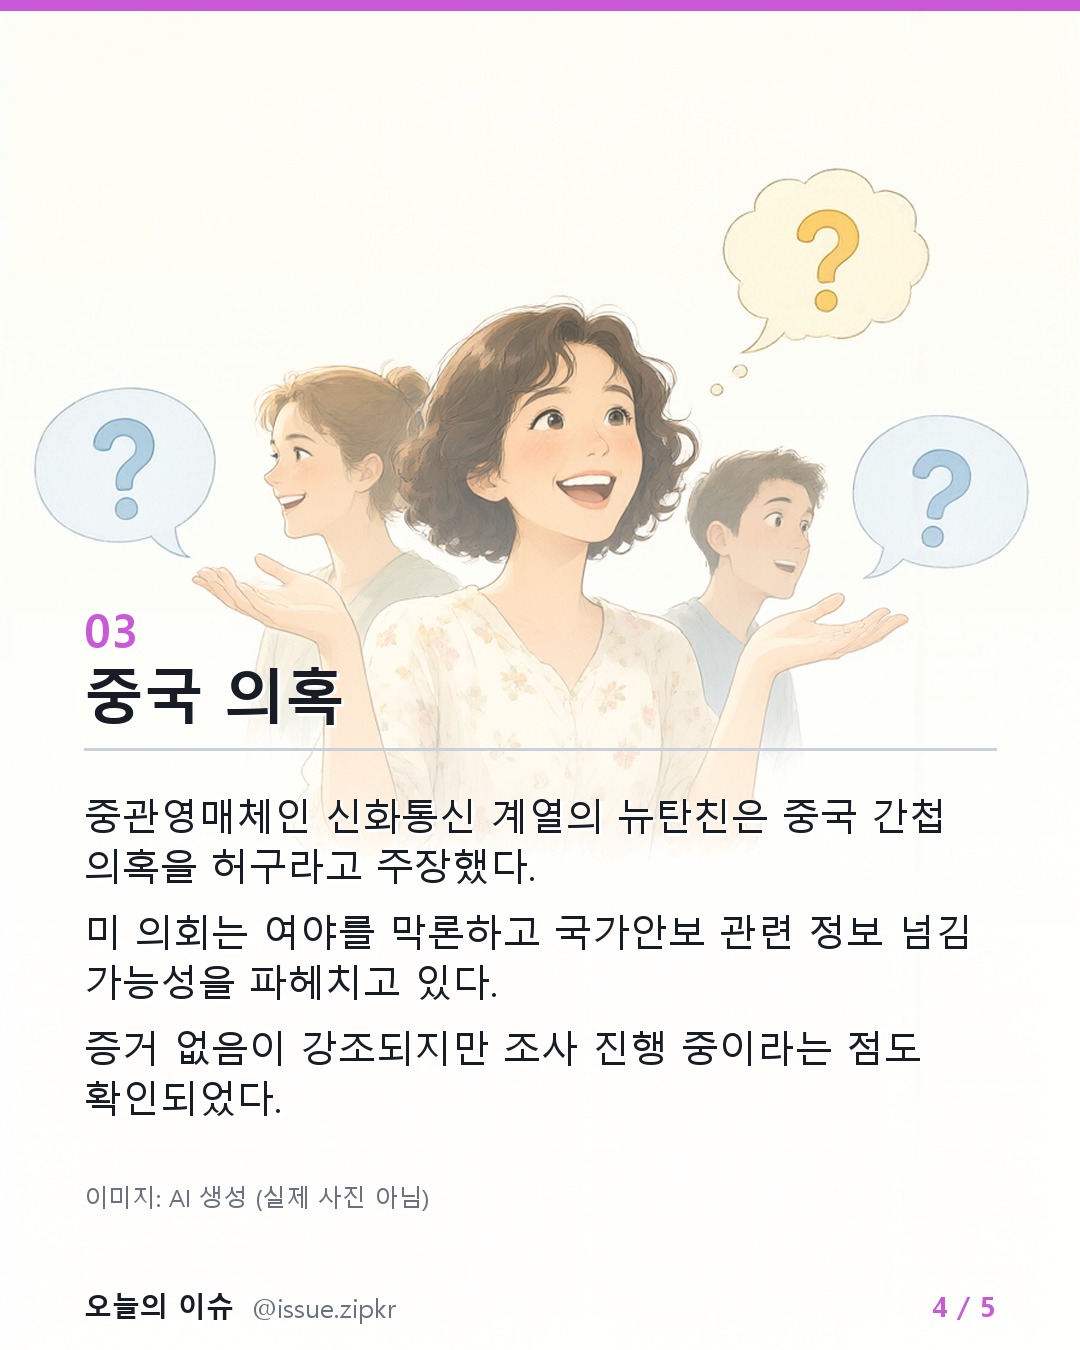 ?
?
?
03
중국 의혹
중관영매체인 신화통신 계열의 뉴탄친은 중국 간첩
의혹을 허구라고 주장했다.
미 의회는 여야를 막론하고 국가안보 관련 정보 넘김
가능성을 파헤치고 있다.
증거 없음이 강조되지만 조사 진행 중이라는 점도
확인되었다.
이미지: AI 생성 (실제 사진 아님)
오늘의 이슈 @issue.zipkr
4 / 5